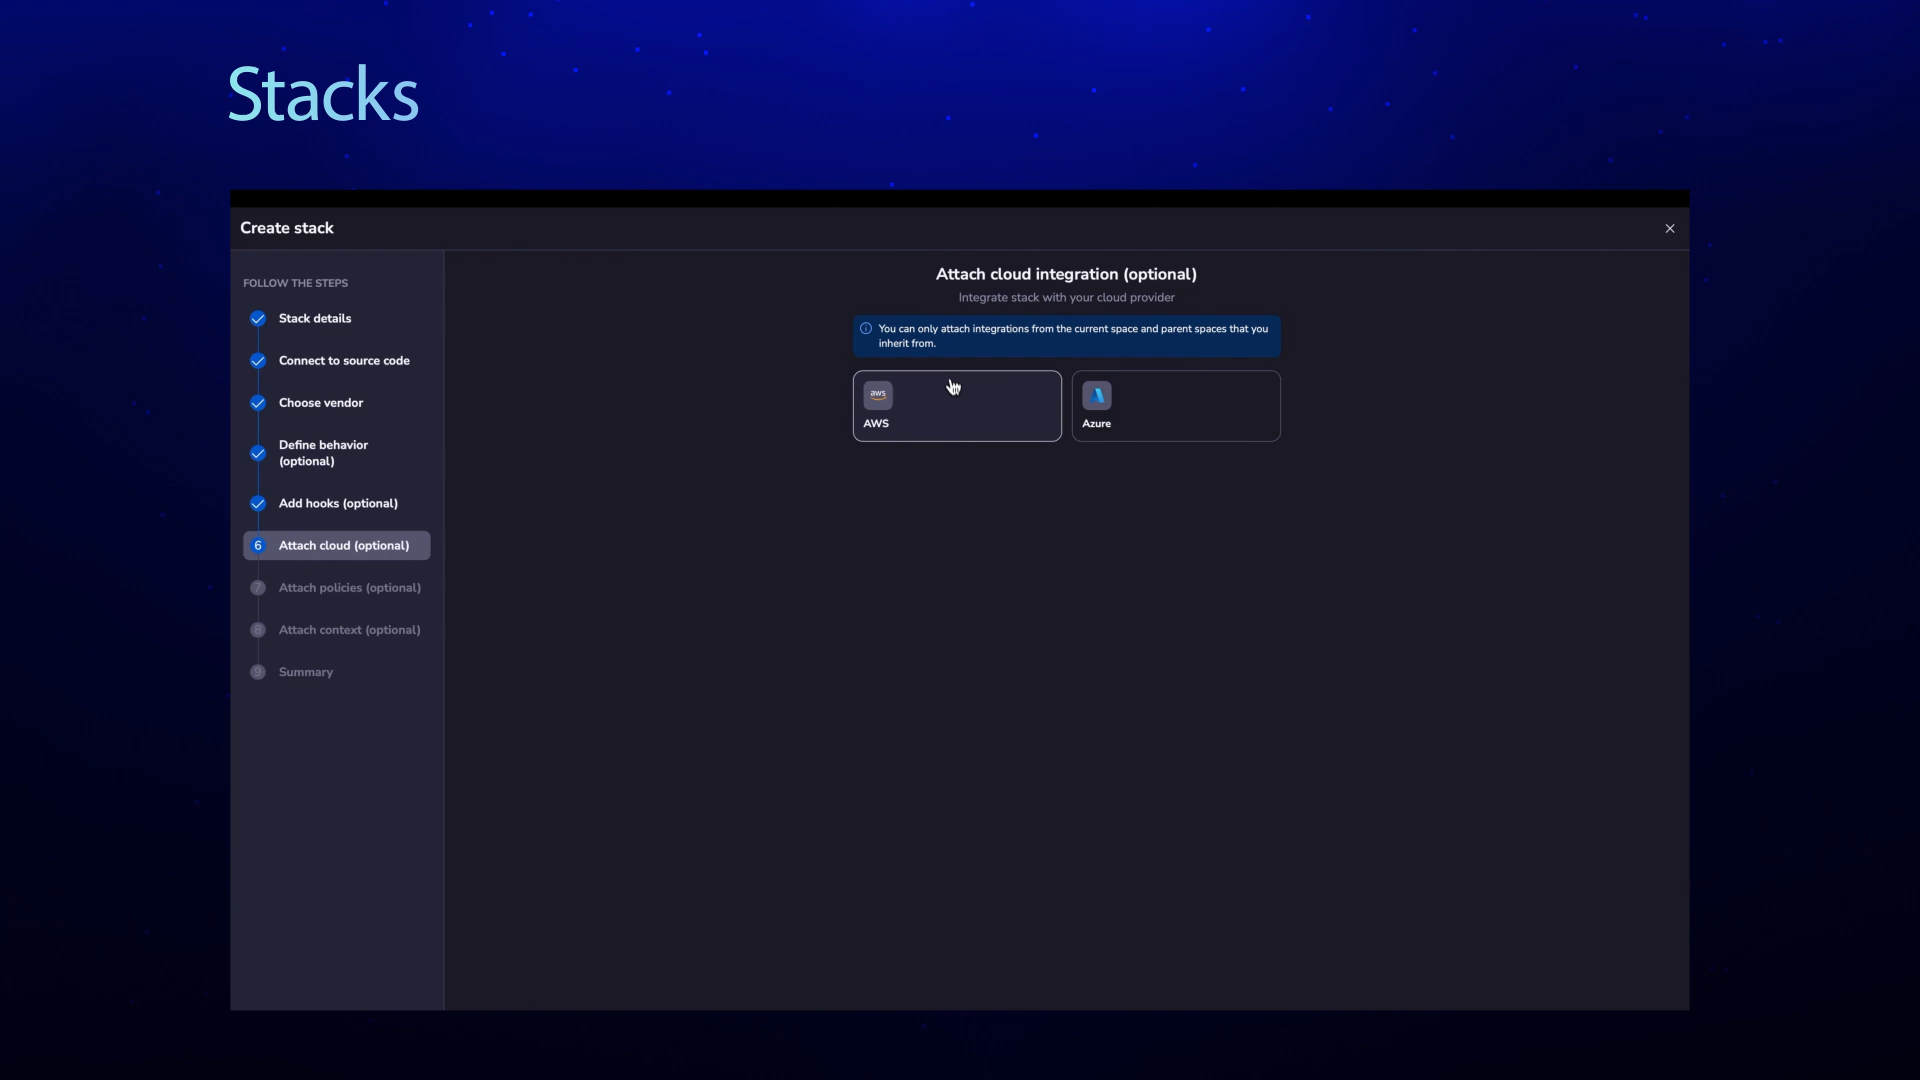 Stacks
Create stack
FOLLOW THE STEPS
Stack details
Connect to source code
Choose vendor
Define behavior
(optional)
Add hooks (optional)
6 Attach cloud (optional)
7 Attach policies (optional)
8 Attach context (optional)
9 Summary
Attach cloud integration (optional)
Integrate stack with your cloud provider
You can only attach integrations from the current space and parent spaces that you
inherit from.
aws
AWS
Azure